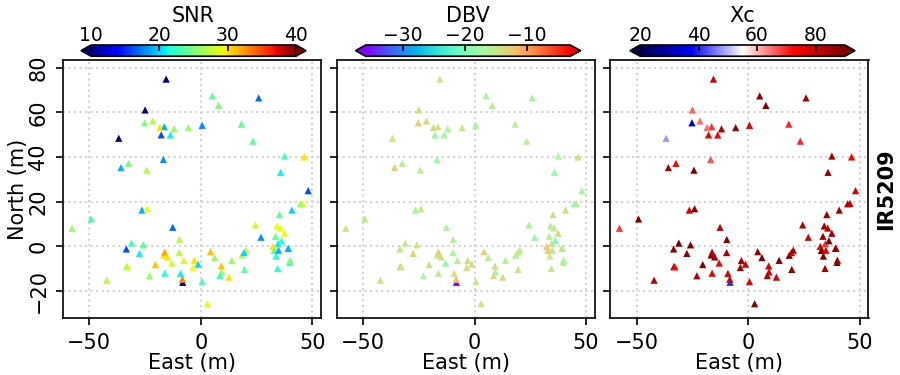 SNR DBV Xc
10 20 30 40 −30 −20 −10 20 40 60 80
80
60
40
20
0
−20
North (m)
IR5209
−50 0 50 −50 0 50 −50 0 50
East (m) East (m) East (m)